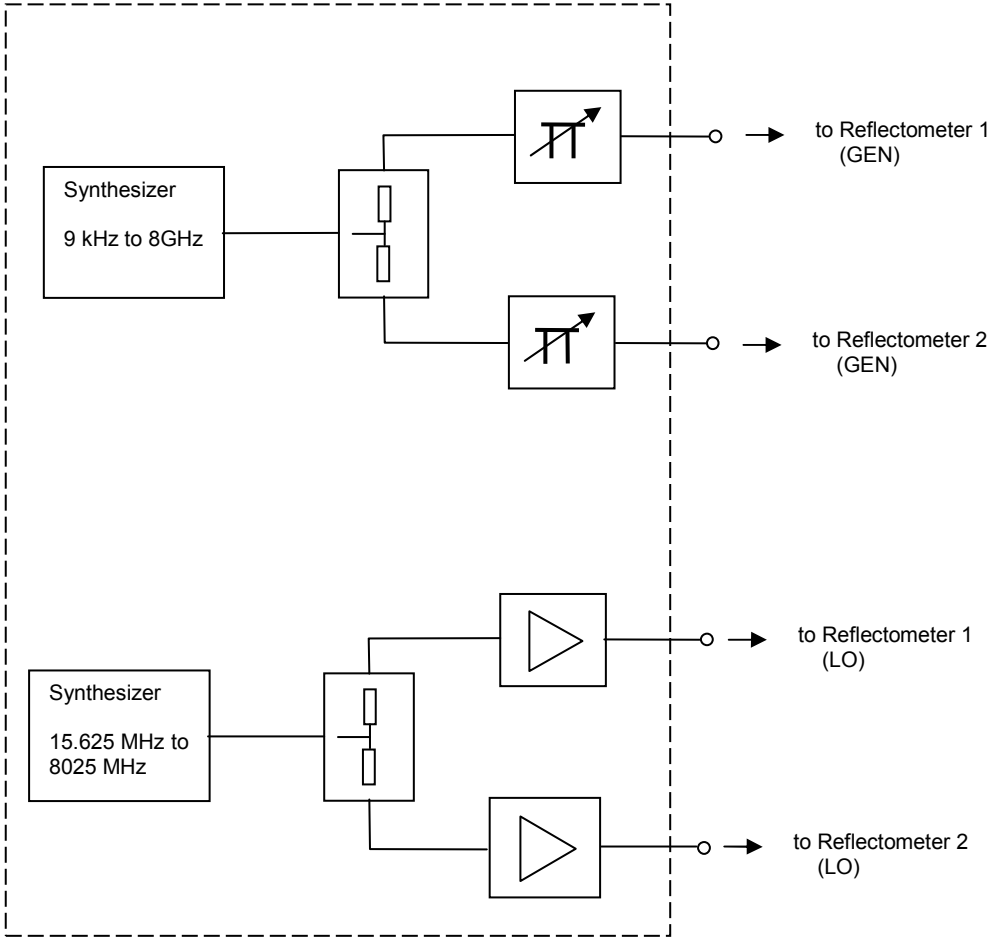 to Reflectometer 1
(GEN)
Synthesizer
9 kHz to 8GHz
to Reflectometer 2
(GEN)
to Reflectometer 1
(LO)
Synthesizer
15.625 MHz to
8025 MHz
to Reflectometer 2
(LO)